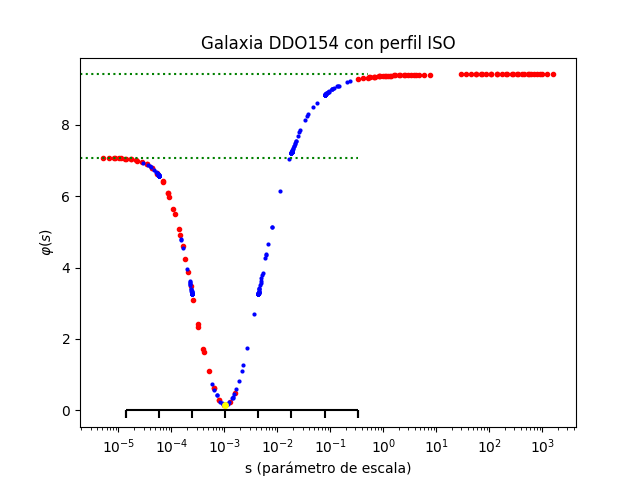 Galaxia DDO154 con perfil ISO
φ(s)
8
6
4
2
0
10⁻⁵ 10⁻⁴ 10⁻³ 10⁻² 10⁻¹ 10⁰ 10¹ 10² 10³
s (parámetro de escala)